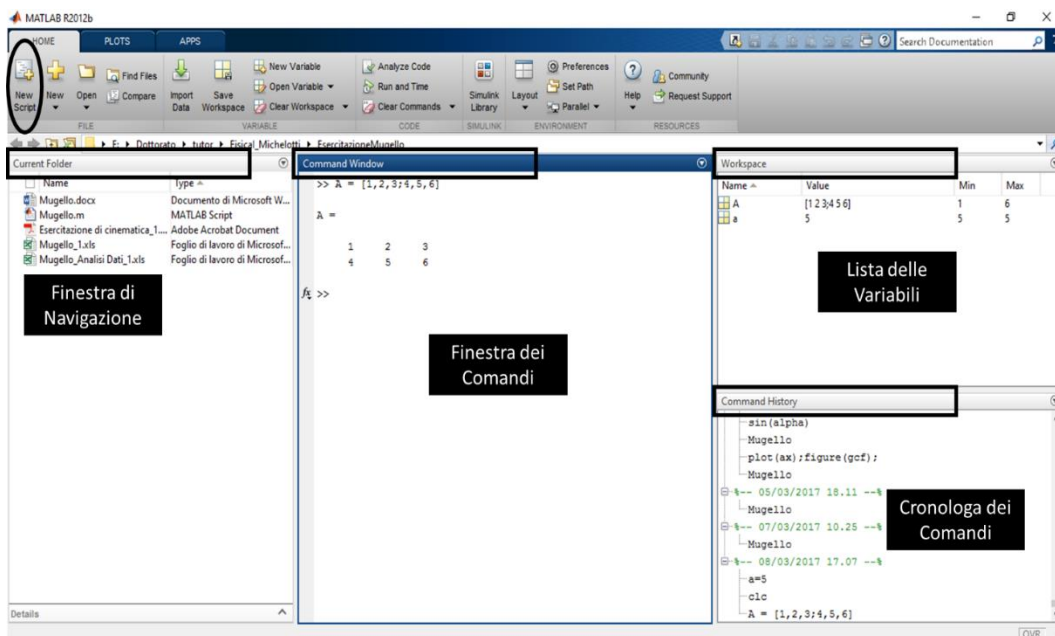 MATLAB R2012b
HOME PLOTS APPS
Search Documentation
New Script
New
Open
Find Files
Compare
Import Data
Save Workspace
New Variable
Open Variable
Clear Workspace
Analyze Code
Run and Time
Clear Commands
Simulink Library
Layout
Preferences
Set Path
Parallel
Help
Community
Request Support
FILE VARIABLE CODE SIMULINK ENVIRONMENT RESOURCES
E: Dottorato tutor Fisical_Michelotti EsercitazioneMugello
Current Folder
Name Type
Mugello.docx Documento di Microsoft W...
Mugello.m MATLAB Script
Esercitazione di cinematica_1.... Adobe Acrobat Document
Mugello_1.xls Foglio di lavoro di Microsof...
Mugello_Analisi Dati_1.xls Foglio di lavoro di Microsof...
Finestra di
Navigazione
Details
Command Window
>> A = [1,2,3;4,5,6]
A =
1 2 3
4 5 6
fx >>
Finestra dei
Comandi
Workspace
Name Value Min Max
A [1 2 3;4 5 6] 1 6
a 5 5 5
Lista delle
Variabili
Command History
sin(alpha)
Mugello
plot(ax);figure(gcf);
Mugello
%-- 05/03/2017 18.11 --%
Mugello
%-- 07/03/2017 10.25 --%
Mugello
%-- 08/03/2017 17.07 --%
a=5
clc
A = [1,2,3;4,5,6]
Cronologa dei
Comandi
OVR